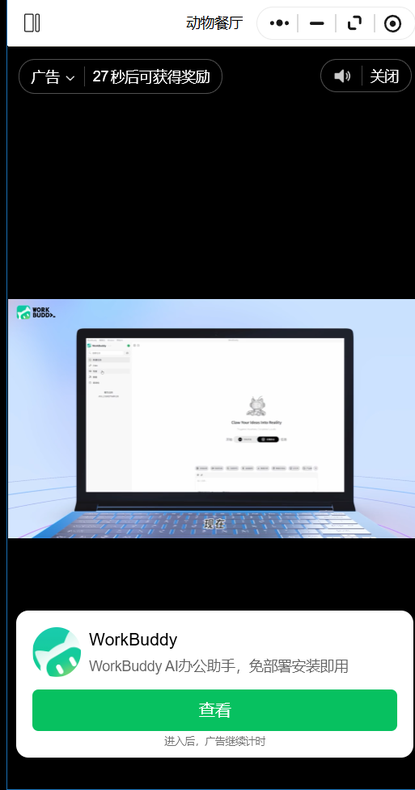 动物餐厅
广告
27 秒后可获得奖励
关闭
WORK
BUDDY
WorkBuddy
Claw Your Ideas Into Reality
现在
WorkBuddy
WorkBuddy AI办公助手，免部署安装即用
查看
进入后，广告继续计时